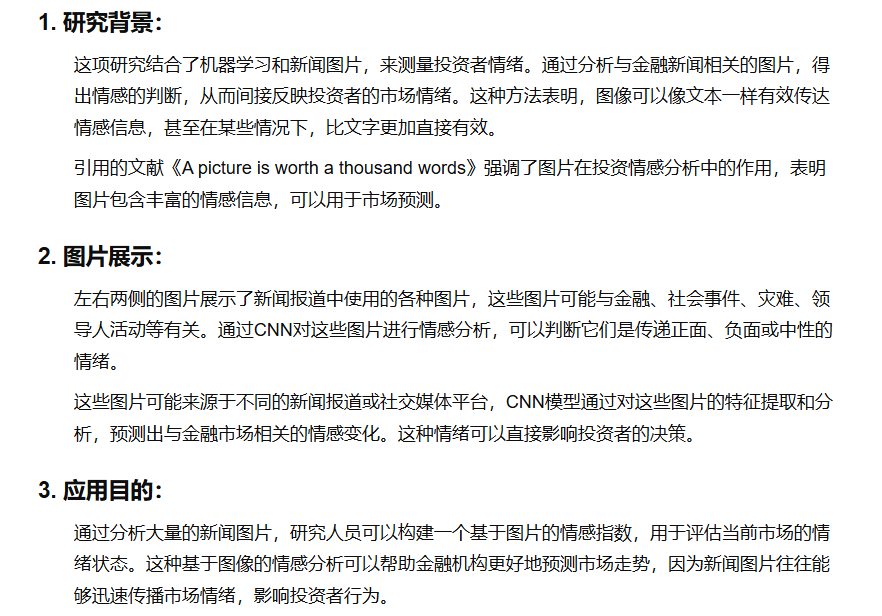 1. 研究背景：
这项研究结合了机器学习和新闻图片，来测量投资者情绪。通过分析与金融新闻相关的图片，得
出情感的判断，从而间接反映投资者的市场情绪。这种方法表明，图像可以像文本一样有效传达
情感信息，甚至在某些情况下，比文字更加直接有效。
引用的文献《A picture is worth a thousand words》强调了图片在投资情感分析中的作用，表明
图片包含丰富的情感信息，可以用于市场预测。
2. 图片展示：
左右两侧的图片展示了新闻报道中使用的各种图片，这些图片可能与金融、社会事件、灾难、领
导人活动等有关。通过CNN对这些图片进行情感分析，可以判断它们是传递正面、负面或中性的
情绪。
这些图片可能来源于不同的新闻报道或社交媒体平台，CNN模型通过对这些图片的特征提取和分
析，预测出与金融市场相关的情感变化。这种情绪可以直接影响投资者的决策。
3. 应用目的：
通过分析大量的新闻图片，研究人员可以构建一个基于图片的情感指数，用于评估当前市场的情
绪状态。这种基于图像的情感分析可以帮助金融机构更好地预测市场走势，因为新闻图片往往能
够迅速传播市场情绪，影响投资者行为。